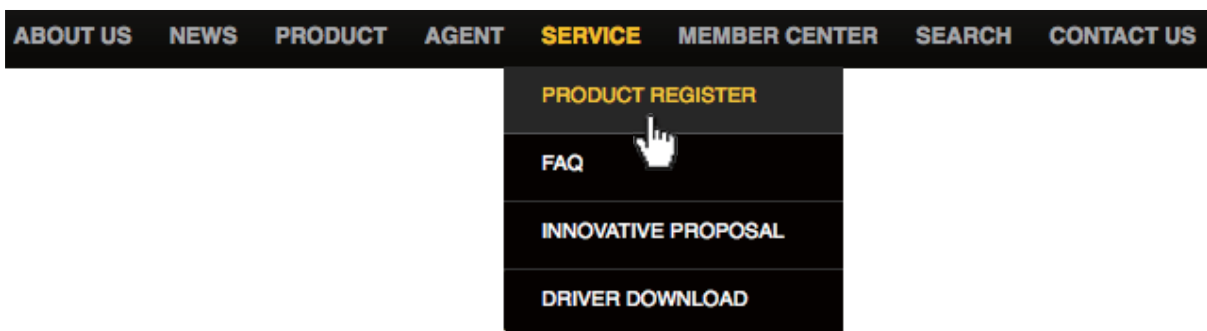 ABOUT US NEWS PRODUCT AGENT SERVICE MEMBER CENTER SEARCH CONTACT US
PRODUCT REGISTER
FAQ
INNOVATIVE PROPOSAL
DRIVER DOWNLOAD